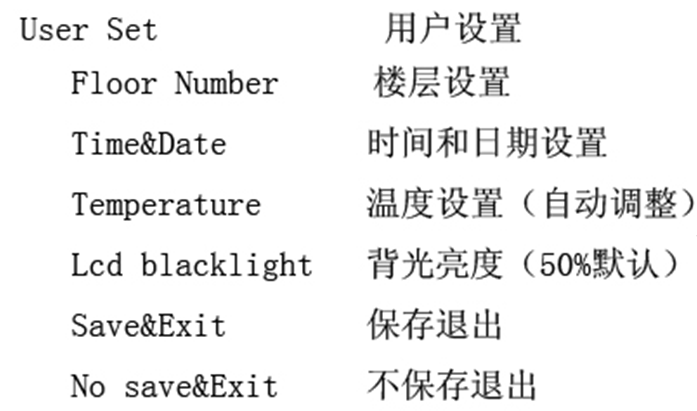 User Set 用户设置
Floor Number 楼层设置
Time&Date 时间和日期设置
Temperature 温度设置（自动调整）
Lcd blacklight 背光亮度（50%默认）
Save&Exit 保存退出
No save&Exit 不保存退出